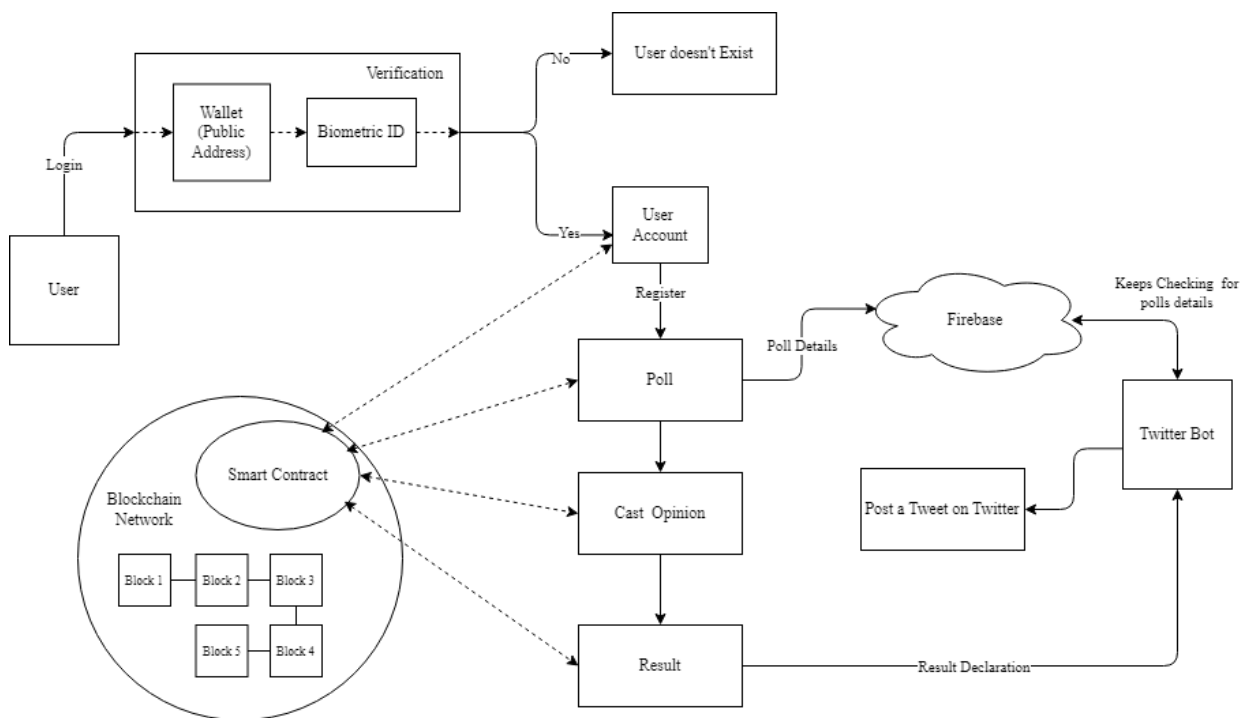 No
User doesn't Exist
Verification
Wallet
(Public
Address)
Biometric ID
Login
User
Account
Yes
User
Register
Keeps Checking for
polls details
Firebase
Poll Details
Poll
Twitter Bot
Smart Contract
Blockchain
Network
Cast Opinion
Post a Tweet on Twitter
Block 1
Block 2
Block 3
Block 5
Block 4
Result
Result Declaration